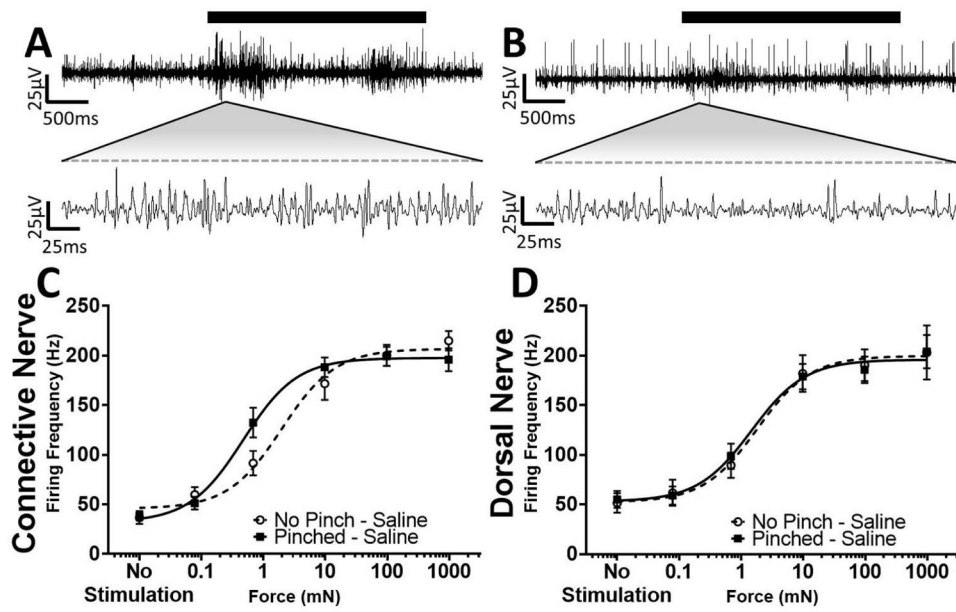 A
25µV
500ms
25µV
25ms
B
25µV
500ms
25µV
25ms
C
Connective Nerve
Firing Frequency (Hz)
250
200
150
100
50
0
No Pinch - Saline
Pinched - Saline
No
Stimulation
0.1
1
10
100
1000
Force (mN)
D
Dorsal Nerve
Firing Frequency (Hz)
250
200
150
100
50
0
No Pinch - Saline
Pinched - Saline
No
Stimulation
0.1
1
10
100
1000
Force (mN)